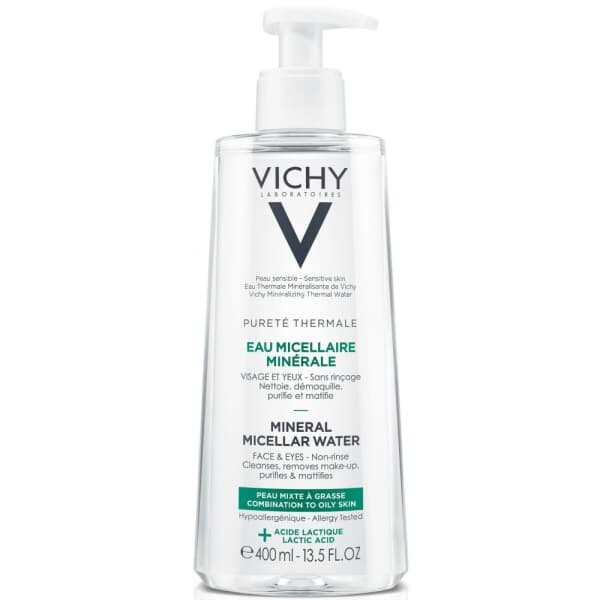 VICHY
LABORATOIRES
V
Peau sensible - Sensitive skin
Eau Thermale Minéralisante de Vichy
Vichy Mineralizing Thermal Water
PURETÉ THERMALE
EAU MICELLAIRE
MINÉRALE
VISAGE ET YEUX - Sans rinçage
Nettoie, démaquille,
purifie et matifie
MINERAL
MICELLAR WATER
FACE & EYES - Non-rinse
Cleanses, removes make-up,
purifies & mattifies
PEAU MIXTE À GRASSE
COMBINATION TO OILY SKIN
Hypoallergénique - Allergy Tested
+ ACIDE LACTIQUE
LACTIC ACID
℮ 400 ml - 13.5 FL.OZ